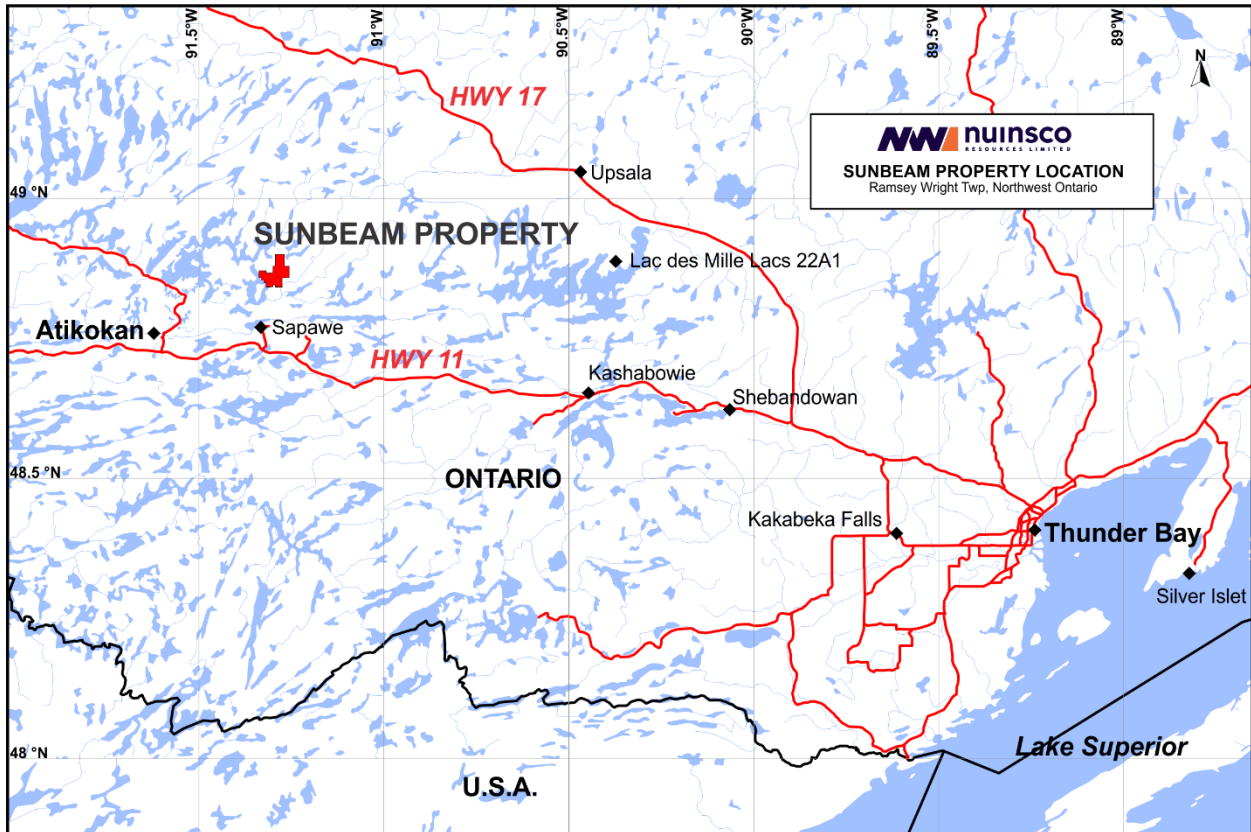 91.5°W
91°W
90.5°W
90°W
89.5°W
89°W
N
HWY 17
nuinsco
RESOURCES LIMITED
SUNBEAM PROPERTY LOCATION
Ramsey Wright Twp, Northwest Ontario
Upsala
49 °N
SUNBEAM PROPERTY
Lac des Mille Lacs 22A1
Atikokan
Sapawe
HWY 11
Kashabowie
Shebandowan
48.5 °N
ONTARIO
Kakabeka Falls
Thunder Bay
Silver Islet
48 °N
Lake Superior
U.S.A.